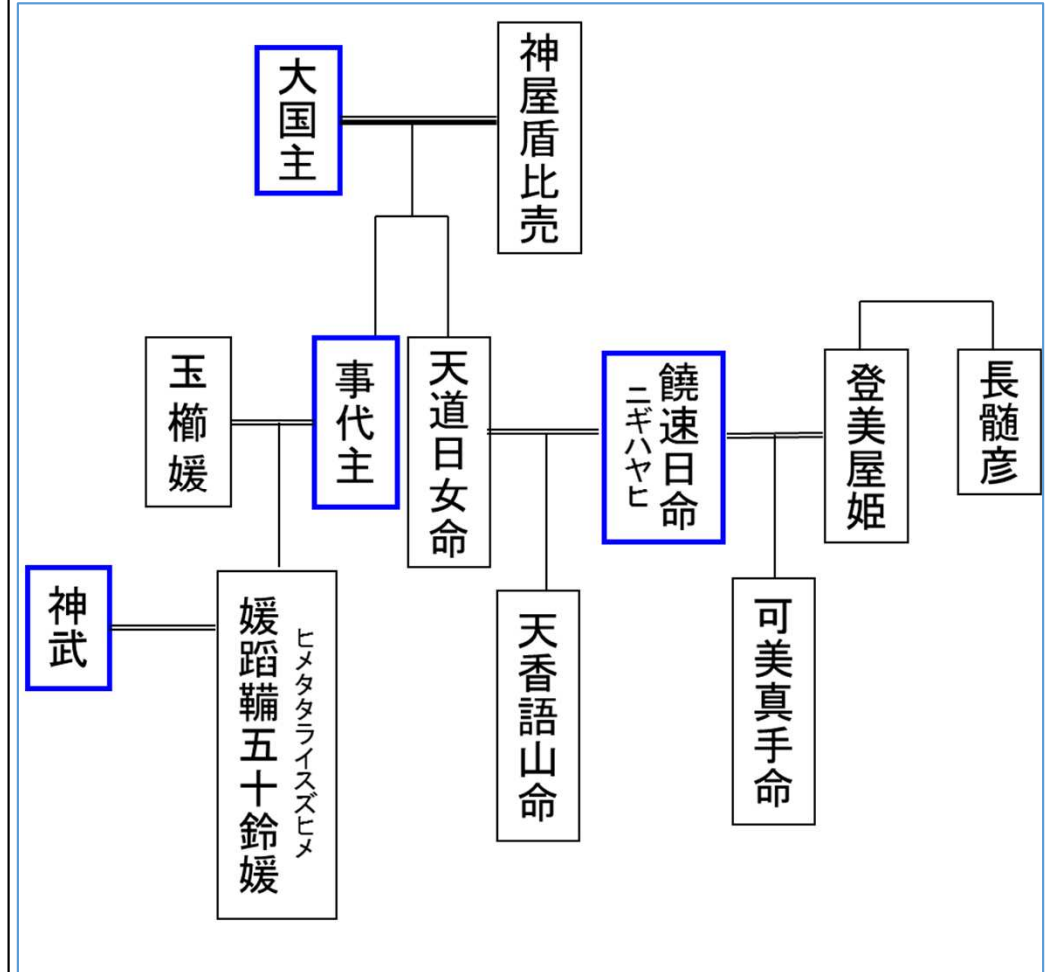 大国主
神屋盾比売
玉櫛媛
事代主
天道日女命
饒速日命
ニギハヤヒ
登美屋姫
長髄彦
神武
ヒメタタライスズヒメ
媛蹈鞴五十鈴媛
天香語山命
可美真手命